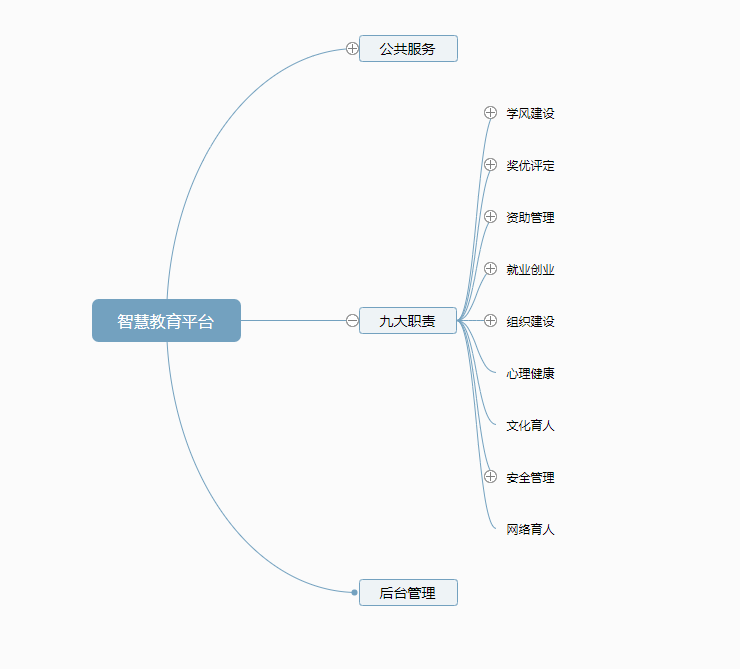 公共服务
学风建设
奖优评定
资助管理
就业创业
智慧教育平台
九大职责
组织建设
心理健康
文化育人
安全管理
网络育人
后台管理